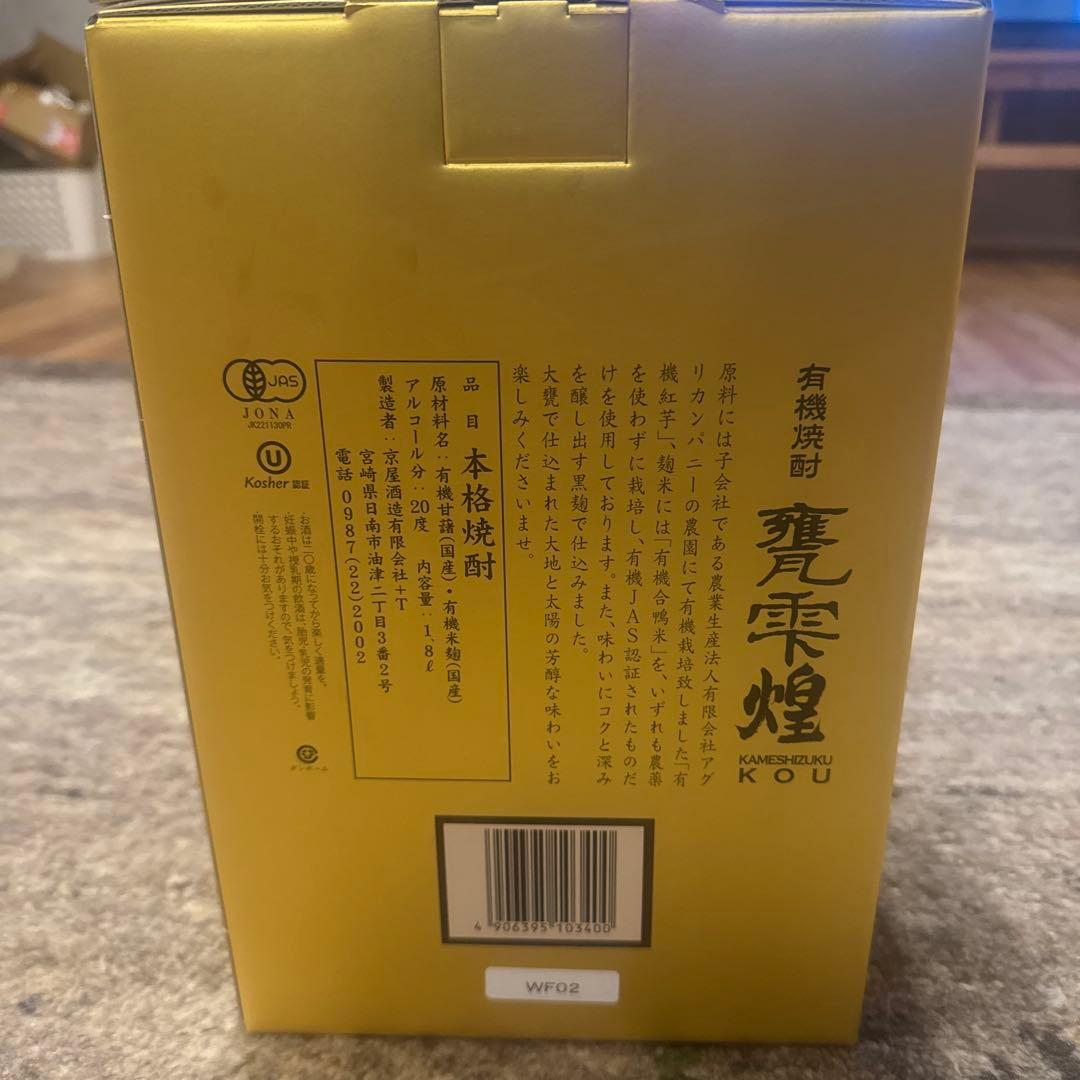 有機焼酎
甕雫煌
KAMESHIZUKU
KOU
原料には子会社である農業生産法人有限会社アグ
リカンパニーの農園にて有機栽培致しました「有
機紅芋」、麹米には「有機合鴨米」を、いずれも農薬
を使わずに栽培し、有機JAS認証されたものだ
けを使用しております。また、味わいにコクと深み
を醸し出す黒麹で仕込みました。
大甕で仕込まれた大地と太陽の芳醇な味わいをお
楽しみくださいませ。
品目 本格焼酎
原材料名：有機甘藷(国産)・有機米麹(国産)
アルコール分：20度 内容量：1.8ℓ
製造者：京屋酒造有限会社+T
宮崎県日南市油津二丁目3番2号
電話 0987(22)2002
JAS
JONA
JK221130PR
U
Kosher 認証
・お酒は二〇歳になってから楽しく適量を。
・妊娠中や授乳期の飲酒は、胎児・乳児の発育に影響
するおそれがありますので、気をつけましょう。
・開栓には十分お気をつけください。
ダンボール
4 906395 103400
WF02